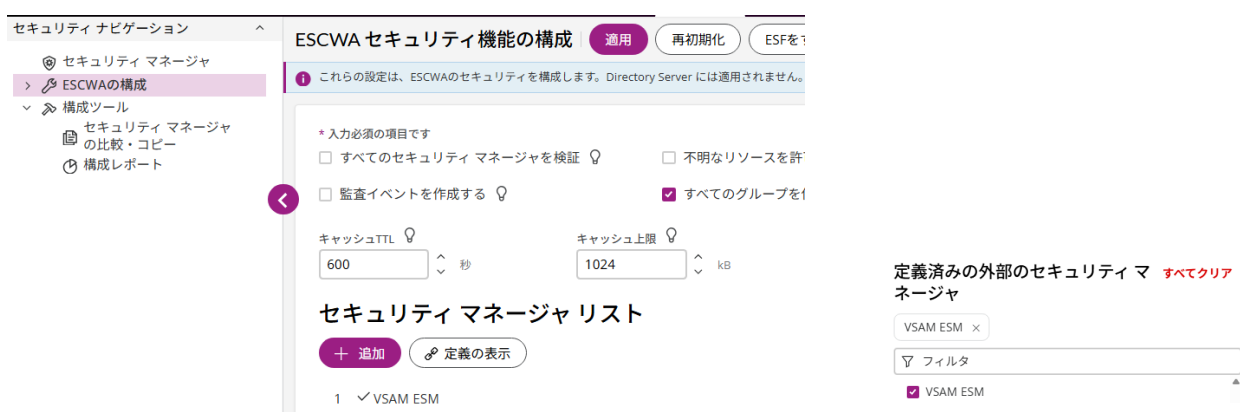 セキュリティ ナビゲーション
セキュリティ マネージャ
ESCWAの構成
構成ツール
セキュリティ マネージャ
の比較・コピー
構成レポート
ESCWA セキュリティ機能の構成
適用
再初期化
ESFを
これらの設定は、ESCWAのセキュリティを構成します。Directory Server には適用されません。
* 入力必須の項目です
すべてのセキュリティ マネージャを検証
不明なリソースを許
監査イベントを作成する
すべてのグループを
キャッシュTTL
キャッシュ上限
600
秒
1024
kB
セキュリティ マネージャ リスト
追加
定義の表示
1 VSAM ESM
定義済みの外部のセキュリティ マ
ネージャ
すべてクリア
VSAM ESM ×
フィルタ
VSAM ESM